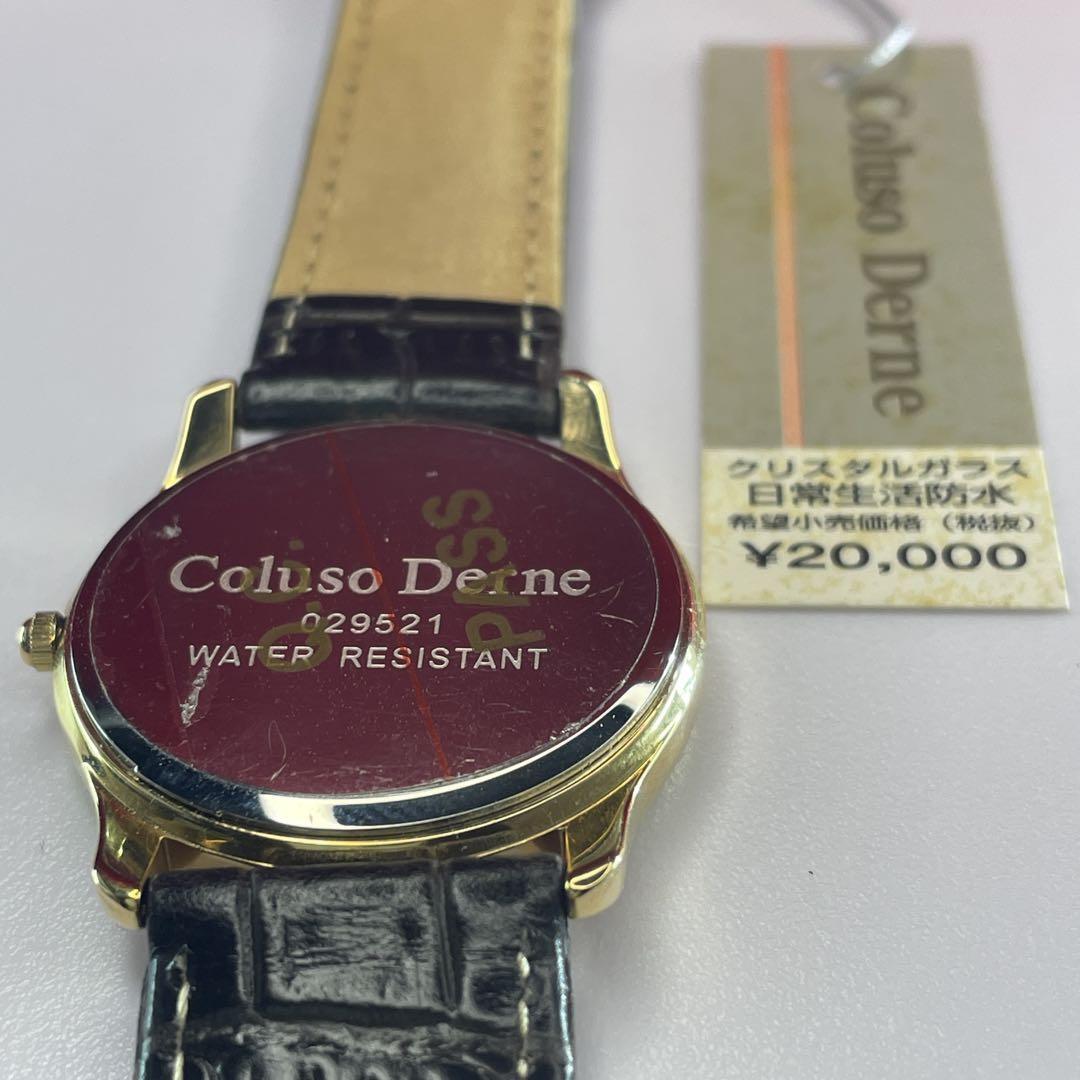 Coluso Derne
029521
WATER RESISTANT
Q.C.
pass
Coluso Derne
クリスタルガラス
日常生活防水
希望小売価格（税抜）
¥20,000